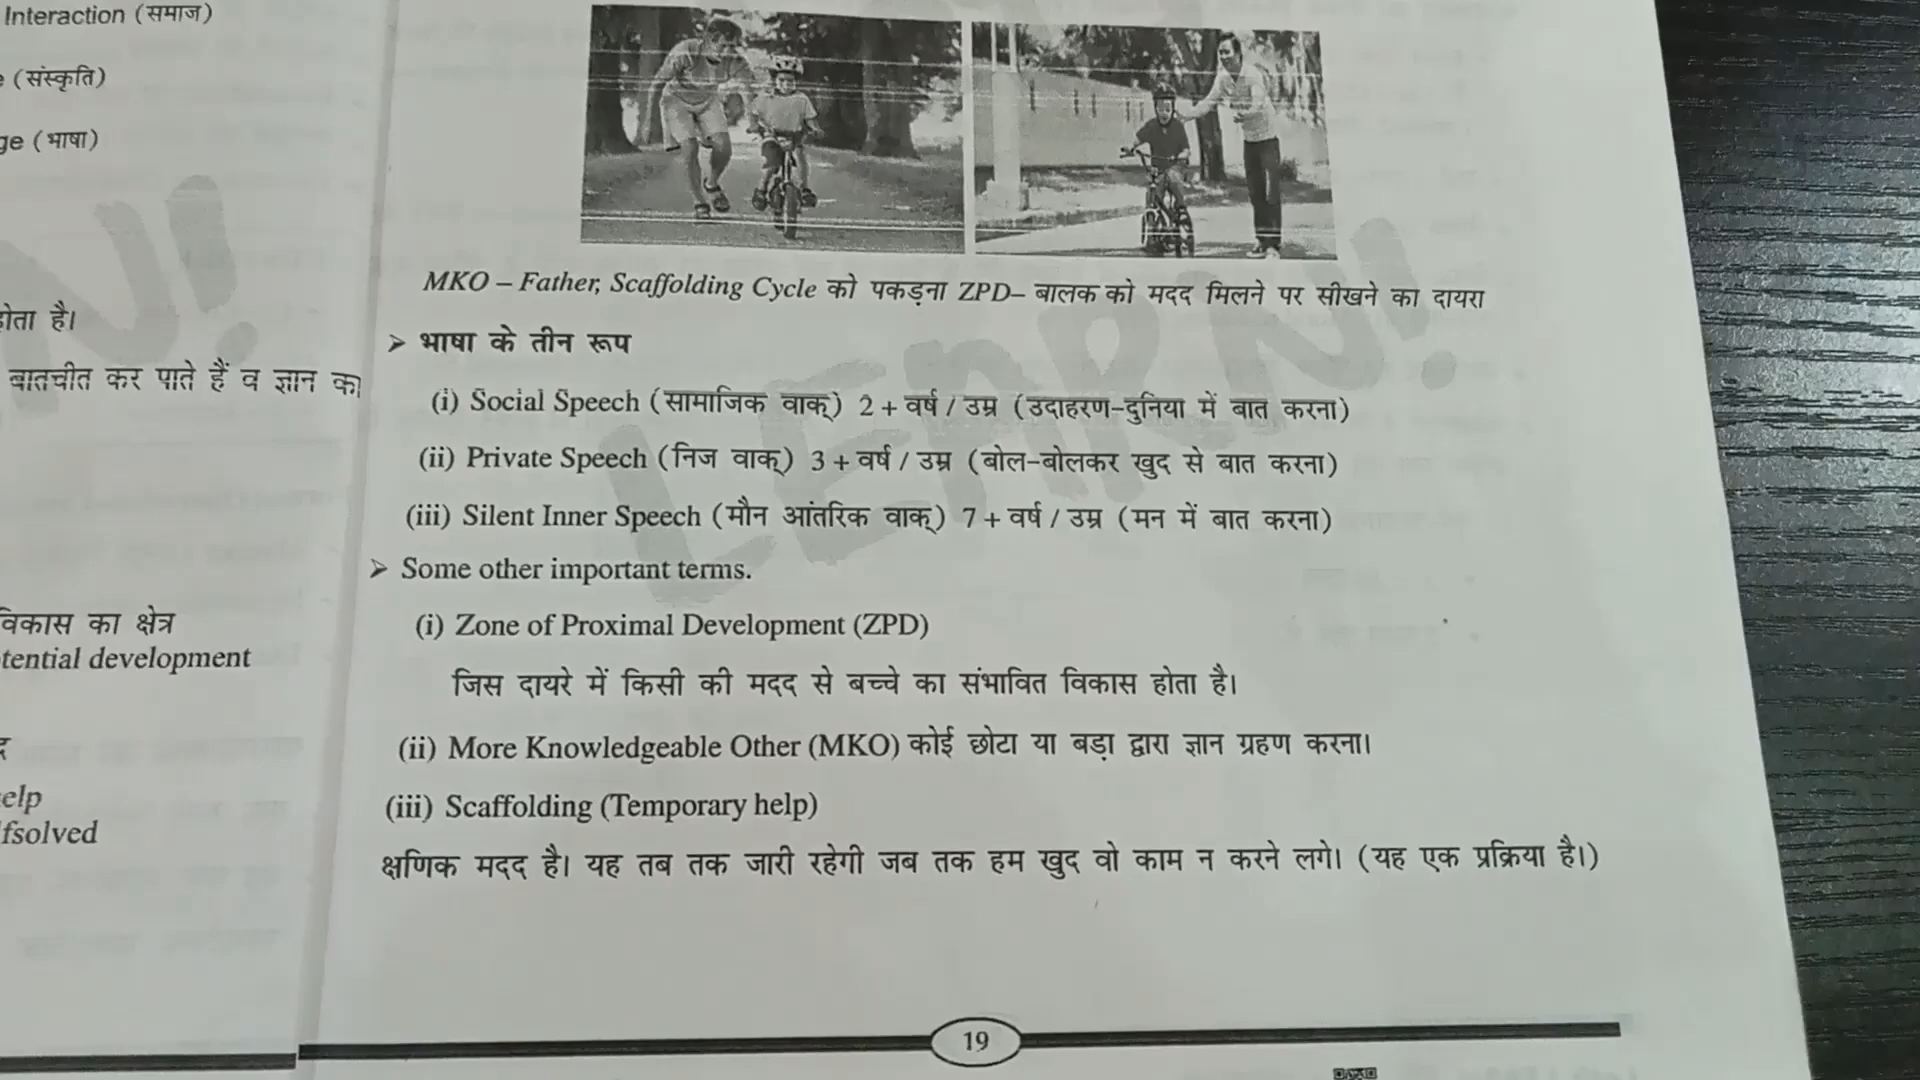 Interaction (समाज)
(संस्कृति)
(भाषा)
होता है।
बातचीत कर पाते हैं व ज्ञान का
विकास का क्षेत्र
tential development
elp
fsolved
MKO – Father, Scaffolding Cycle को पकड़ना ZPD– बालक को मदद मिलने पर सीखने का दायरा
➤ भाषा के तीन रूप
(i) Social Speech (सामाजिक वाक्) 2 + वर्ष / उम्र (उदाहरण-दुनिया में बात करना)
(ii) Private Speech (निज वाक्) 3 + वर्ष / उम्र (बोल-बोलकर खुद से बात करना)
(iii) Silent Inner Speech (मौन आंतरिक वाक्) 7 + वर्ष / उम्र (मन में बात करना)
➤ Some other important terms.
(i) Zone of Proximal Development (ZPD)
जिस दायरे में किसी की मदद से बच्चे का संभावित विकास होता है।
(ii) More Knowledgeable Other (MKO) कोई छोटा या बड़ा द्वारा ज्ञान ग्रहण करना।
(iii) Scaffolding (Temporary help)
क्षणिक मदद है। यह तब तक जारी रहेगी जब तक हम खुद वो काम न करने लगे। (यह एक प्रक्रिया है।)
19
LEARN!
N!